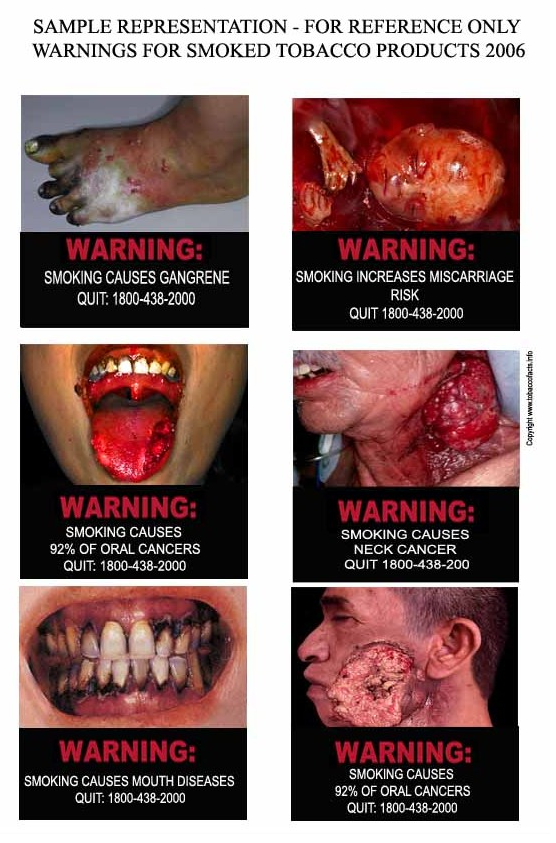 SAMPLE REPRESENTATION - FOR REFERENCE ONLY
WARNINGS FOR SMOKED TOBACCO PRODUCTS 2006
WARNING:
SMOKING CAUSES GANGRENE
QUIT: 1800-438-2000
WARNING:
SMOKING INCREASES MISCARRIAGE
RISK
QUIT 1800-438-2000
WARNING:
SMOKING CAUSES
92% OF ORAL CANCERS
QUIT: 1800-438-2000
WARNING:
SMOKING CAUSES
NECK CANCER
QUIT 1800-438-200
Copyright www.tobaccofacts.info
WARNING:
SMOKING CAUSES MOUTH DISEASES
QUIT: 1800-438-2000
WARNING:
SMOKING CAUSES
92% OF ORAL CANCERS
QUIT: 1800-438-2000